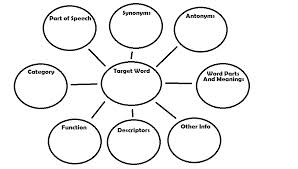 Part of Speech
Synonyms
Antonyms
Category
Target Word
Word Parts
And Meanings
Function
Descriptors
Other Info